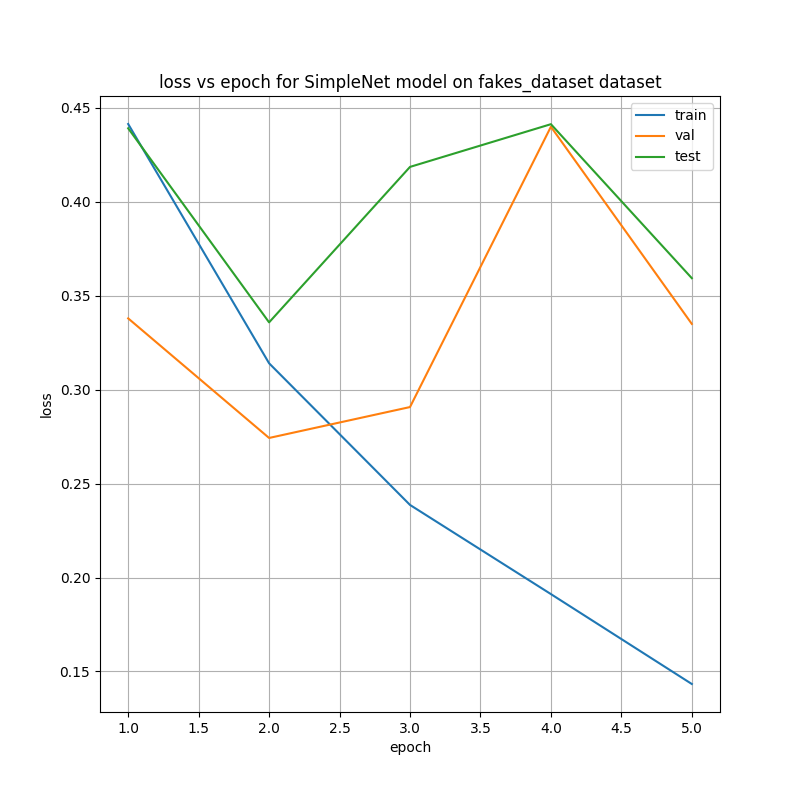 loss vs epoch for SimpleNet model on fakes_dataset dataset
train
val
test
0.45
0.40
0.35
0.30
0.25
0.20
0.15
loss
1.0 1.5 2.0 2.5 3.0 3.5 4.0 4.5 5.0
epoch